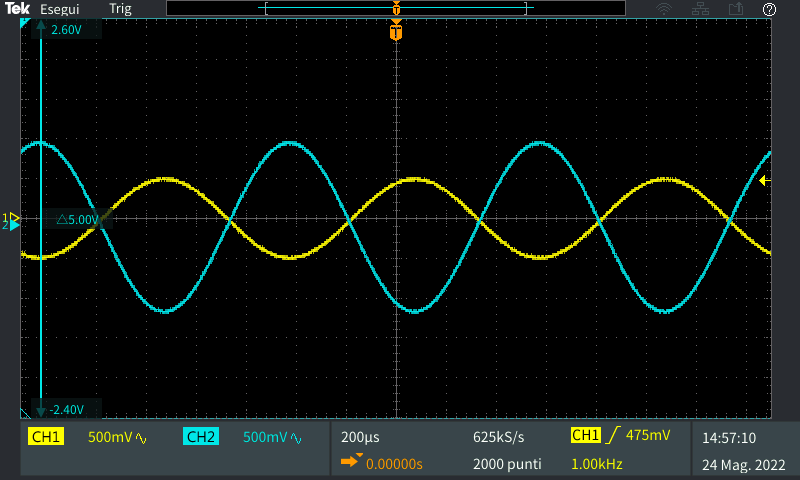 Tek Esegui Trig
T
T
2.60V
1
2
△5.00V
-2.40V
CH1 500mV CH2 500mV
200µs 625kS/s CH1 475mV
0.00000s 2000 punti 1.00kHz
14:57:10
24 Mag. 2022